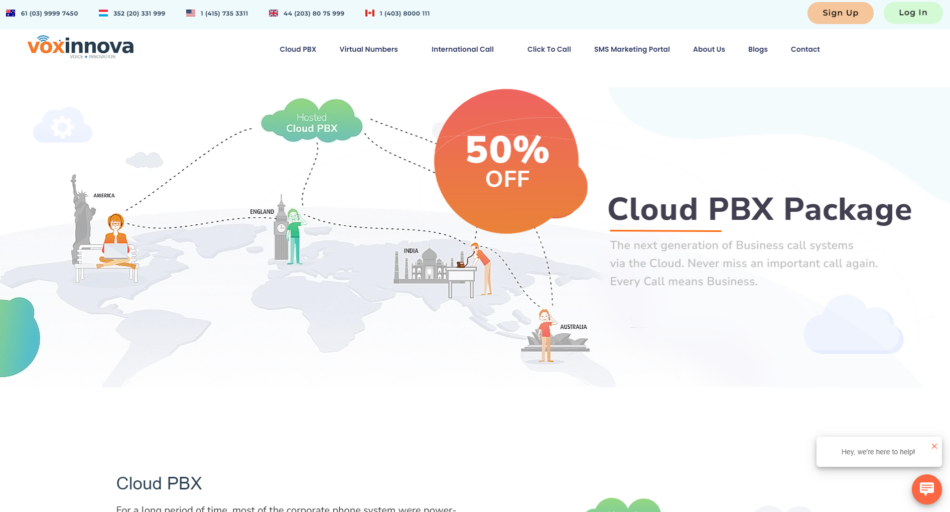 61 (03) 9999 7450
352 (20) 331 999
1 (415) 735 3311
44 (203) 80 75 999
1 (403) 8000 111
Sign Up
Log In
voxinnova
VOICE INNOVATION
Cloud PBX
Virtual Numbers
International Call
Click To Call
SMS Marketing Portal
About Us
Blogs
Contact
Hosted
Cloud PBX
50%
OFF
AMERICA
ENGLAND
INDIA
AUSTRALIA
Cloud PBX Package
The next generation of Business call systems
via the Cloud. Never miss an important call again.
Every Call means Business.
Hey, we're here to help!
Cloud PBX
For a long period of time, most of the corporate phone system were power-